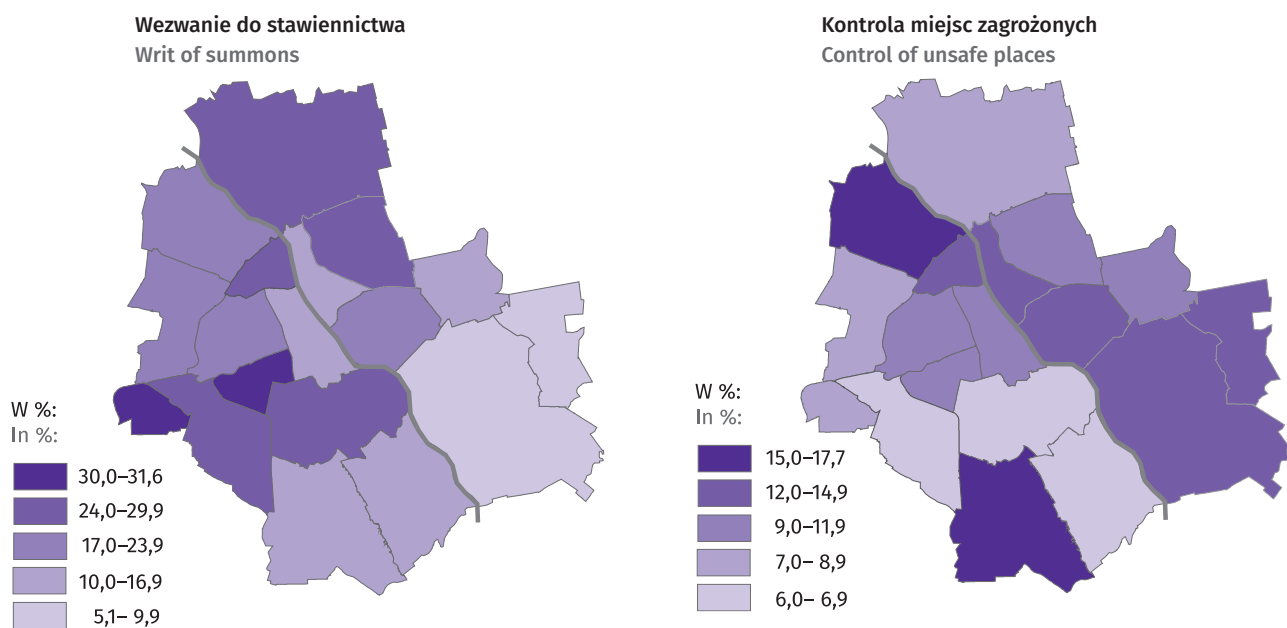 Wezwanie do stawiennictwa
Writ of summons
W %:
In %:
30,0–31,6
24,0–29,9
17,0–23,9
10,0–16,9
5,1– 9,9
Kontrola miejsc zagrożonych
Control of unsafe places
W %:
In %:
15,0–17,7
12,0–14,9
9,0–11,9
7,0– 8,9
6,0– 6,9